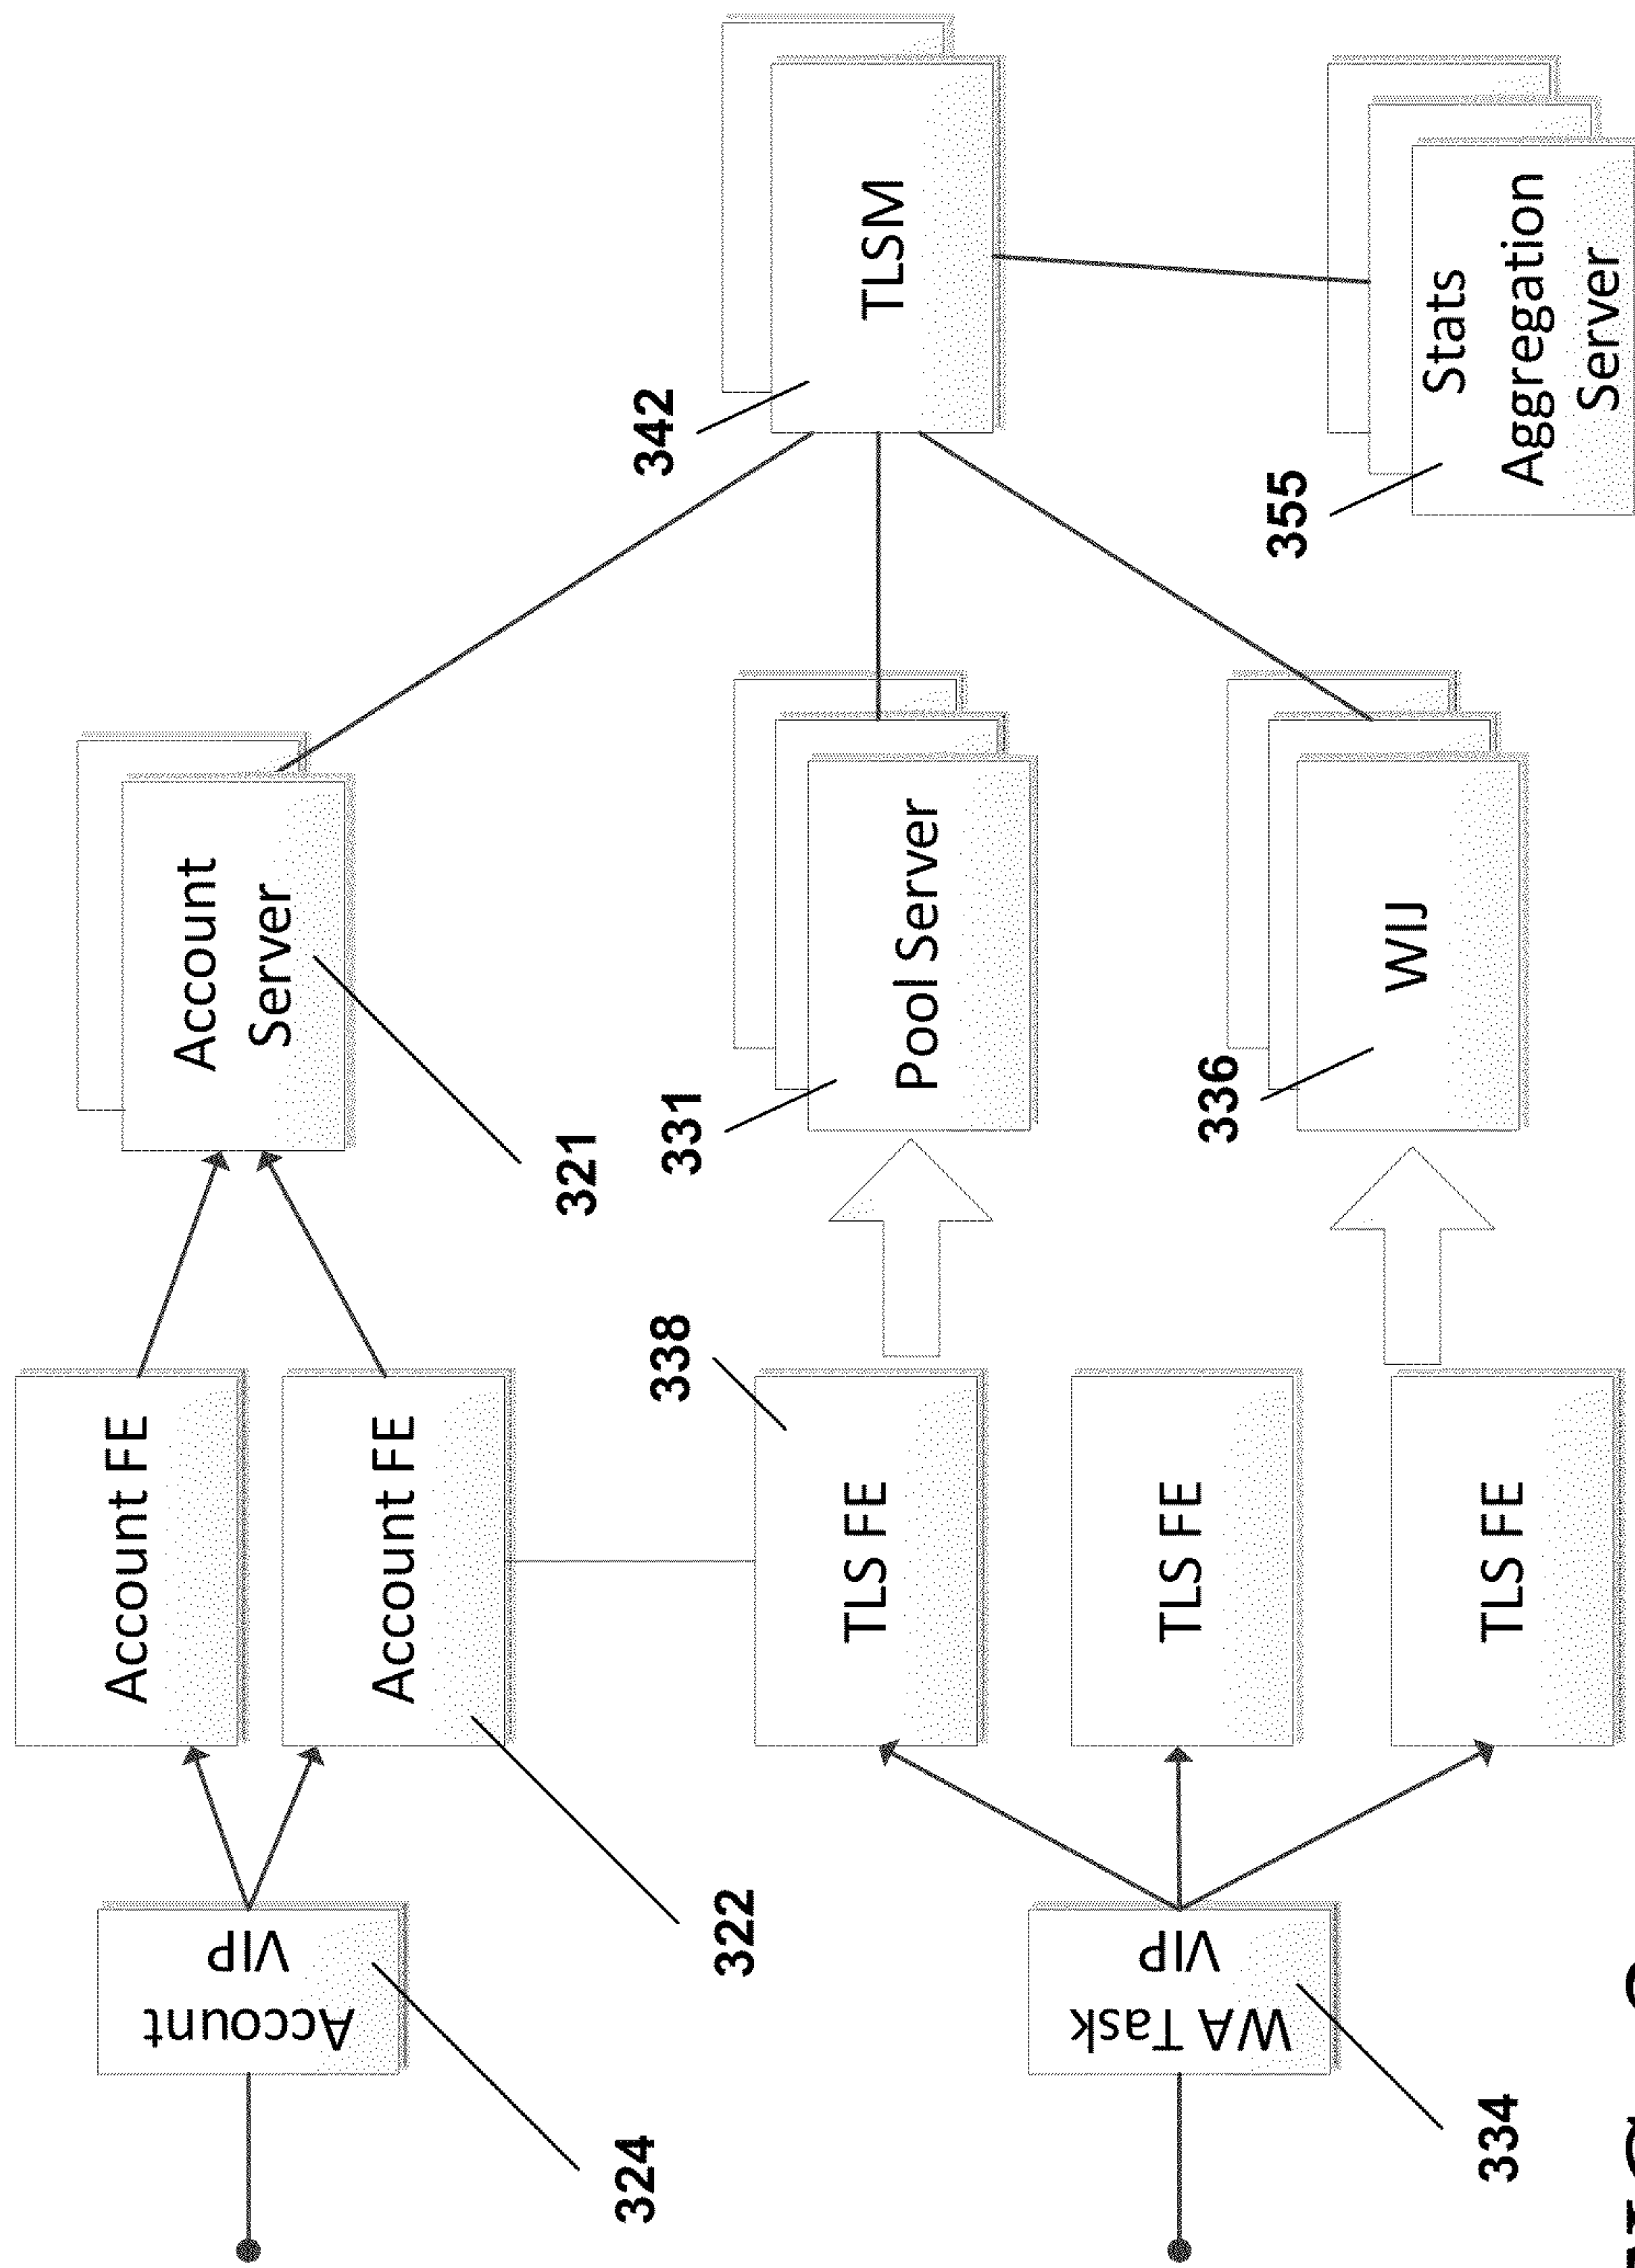 Account
VIP
324
Account FE
Account FE
322
Account
Server
321
WA Task
VIP
334
TLS FE
338
TLS FE
TLS FE
Pool Server
331
WIJ
336
TLSM
342
Stats
Aggregation
Server
355